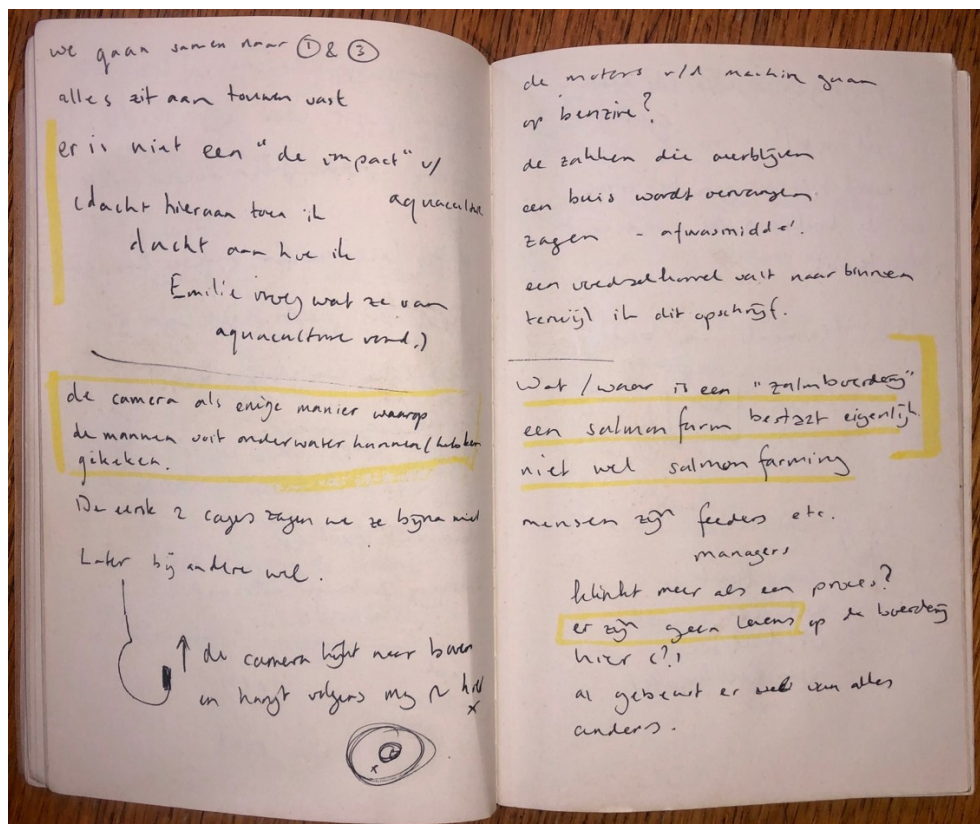 we gaan samen naar ① & ③
alles zit aan touwen vast
er is niet een "de impact" v/
aquaculture
(dacht hieraan toen ik
dacht aan hoe ik
Emilie vroeg wat ze van
aquaculture vond.)
de camera als enige manier waarop
de mannen ooit onderwater kunnen / hebben
gekeken.
De eerste 2 cages zagen we ze bijna niet
Later bij andere wel.
↑ de camera kijkt naar boven
en hangt volgens mij ~ hier
x
x
de motors v/d machine gaan
op benzine?
de zakken die overblijven
een buis wordt vervangen
zagen - afwasmiddel.
een voedselkorrel valt naar binnen
terwijl ik dit opschrijf.
Wat / waar is een "zalmboerderij"
een salmon farm bestaat eigenlijk
niet wel salmon farming
mensen zijn feeders etc.
managers
klinkt meer als een proces?
er zijn geen levens op de boerderij
hier (?)
al gebeurt er wel van alles
anders.